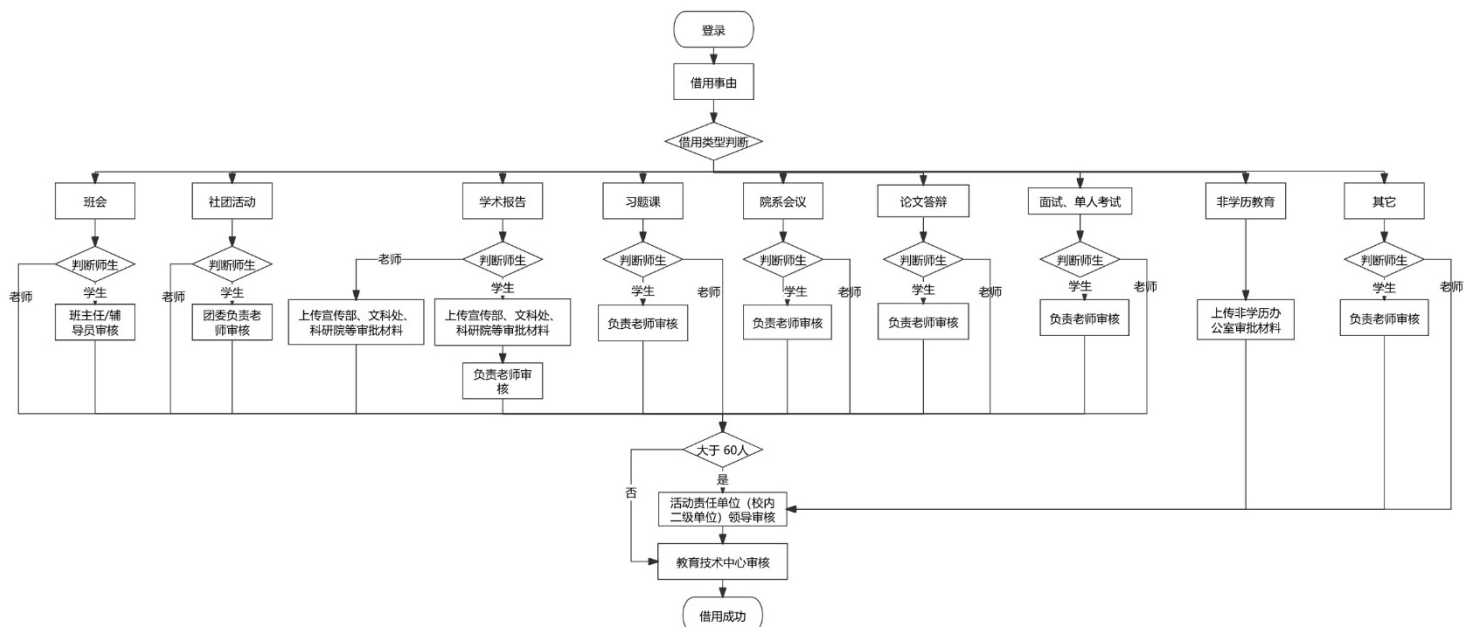 登录
借用事由
借用类型判断
班会
社团活动
学术报告
习题课
院系会议
论文答辩
面试、单人考试
非学历教育
其它
判断师生
判断师生
老师
判断师生
判断师生
判断师生
判断师生
判断师生
判断师生
老师
学生
老师
学生
学生
学生
老师
学生
老师
学生
老师
学生
老师
学生
老师
班主任/辅
导员审核
团委负责老
师审核
上传宣传部、文科处、
科研院等审批材料
上传宣传部、文科处、
科研院等审批材料
负责老师审核
负责老师审核
负责老师审核
负责老师审核
上传非学历办
公室审批材料
负责老师审核
负责老师审
核
大于 60人
是
否
活动责任单位（校内
二级单位）领导审核
教育技术中心审核
借用成功